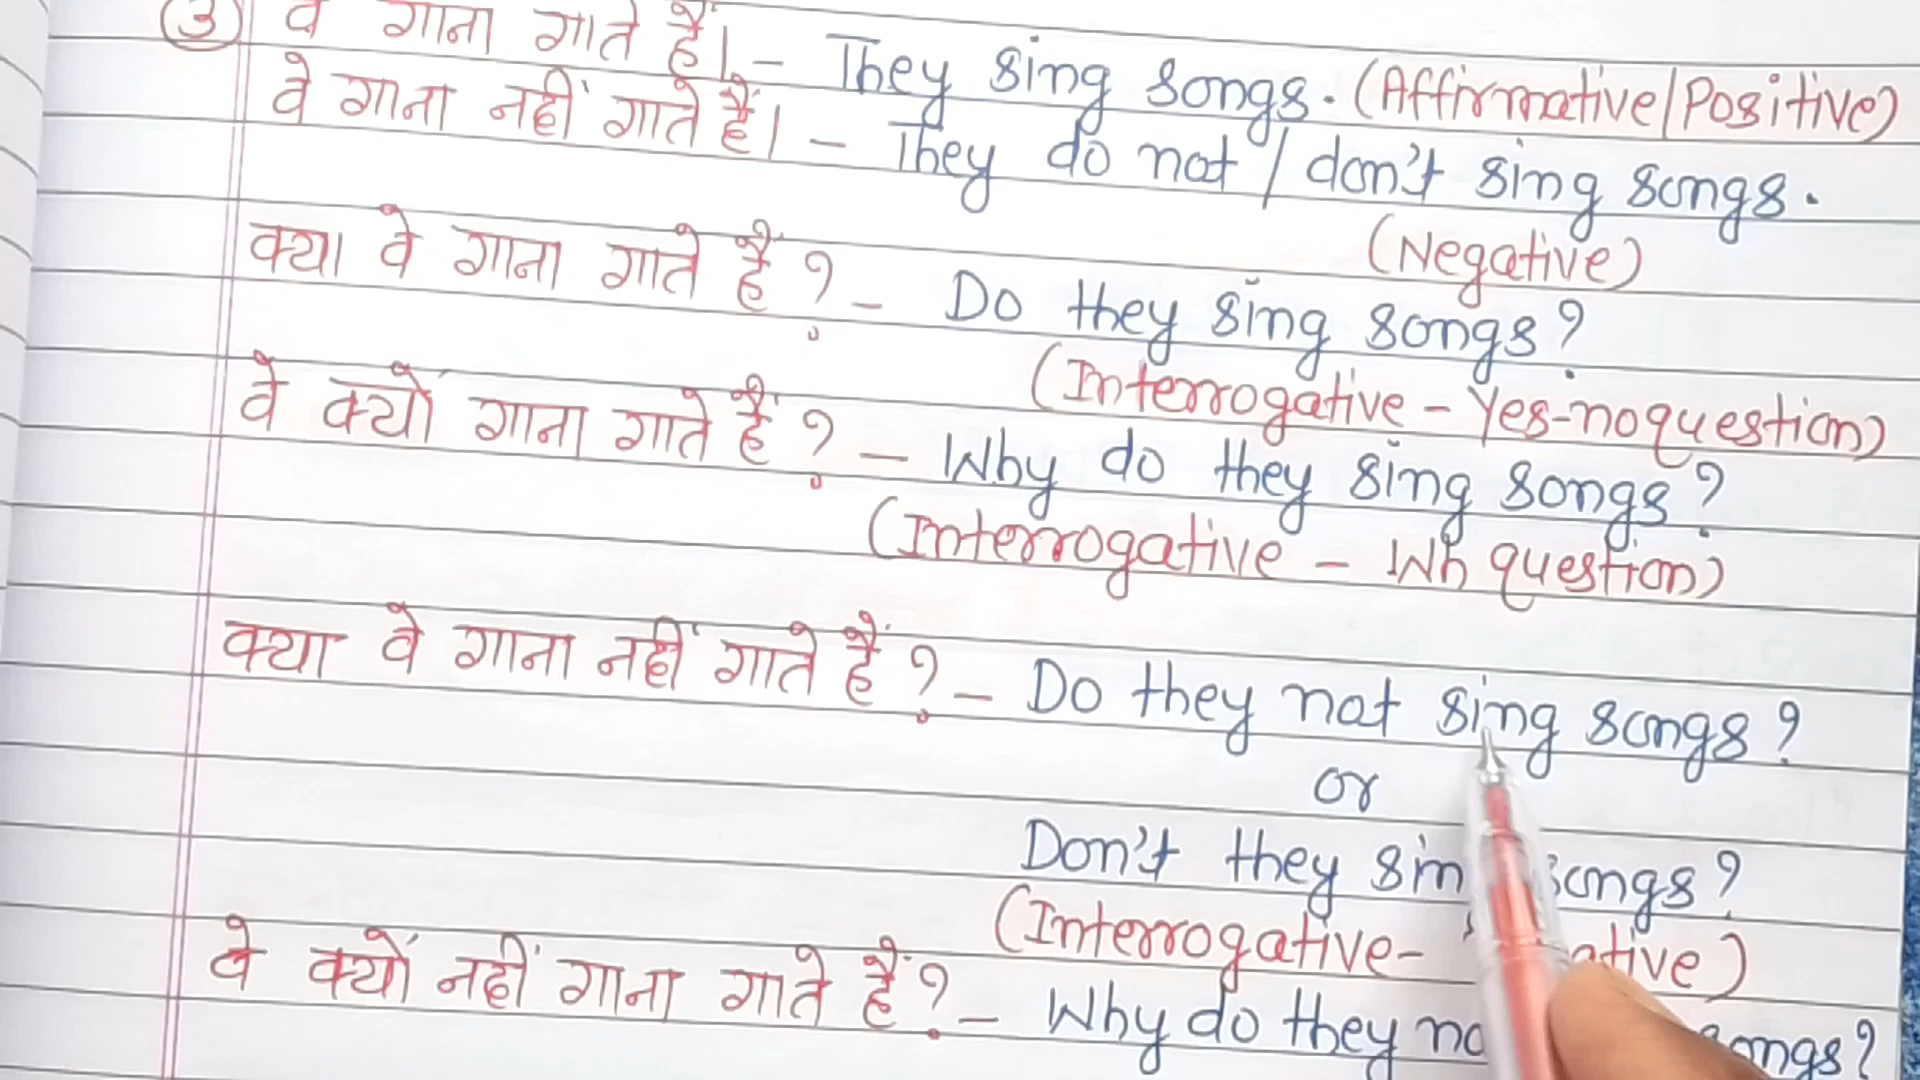 ③ वे गाना गाते हैं। - They sing songs. (Affirmative/Positive)
वे गाना नहीं गाते हैं। - They do not / don't sing songs.
(Negative)
क्या वे गाना गाते हैं? - Do they sing songs?
(Interrogative - Yes-no question)
वे क्यों गाना गाते हैं? - Why do they sing songs?
(Interrogative - Wh question)
क्या वे गाना नहीं गाते हैं? - Do they not sing songs?
or
Don't they songs?
(Interrogative-
वे क्यों नहीं गाना गाते हैं? - Why do they